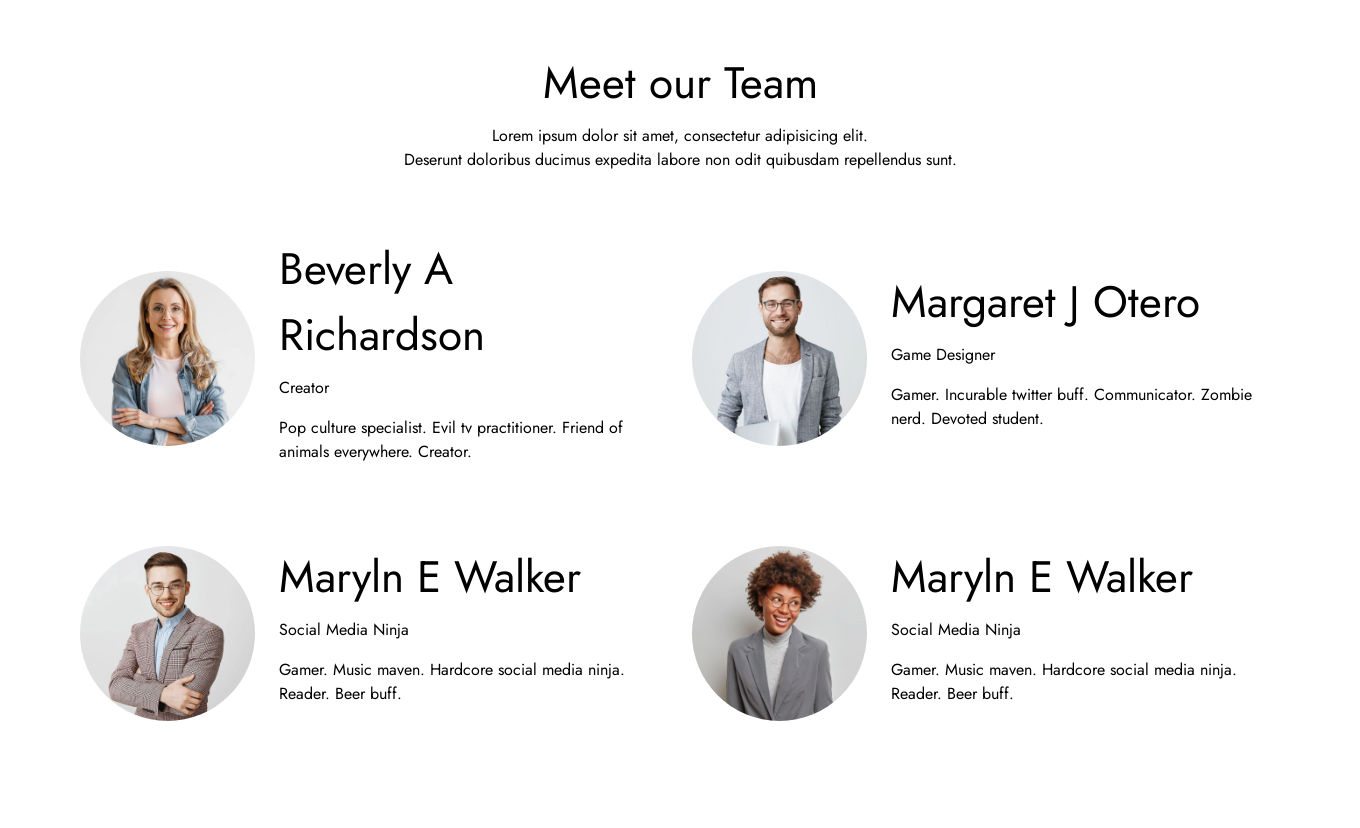 Meet our Team
Lorem ipsum dolor sit amet, consectetur adipisicing elit.
Deserunt doloribus ducimus expedita labore non odit quibusdam repellendus sunt.
Beverly A
Richardson
Creator
Pop culture specialist. Evil tv practitioner. Friend of
animals everywhere. Creator.
Margaret J Otero
Game Designer
Gamer. Incurable twitter buff. Communicator. Zombie
nerd. Devoted student.
Maryln E Walker
Social Media Ninja
Gamer. Music maven. Hardcore social media ninja.
Reader. Beer buff.
Maryln E Walker
Social Media Ninja
Gamer. Music maven. Hardcore social media ninja.
Reader. Beer buff.